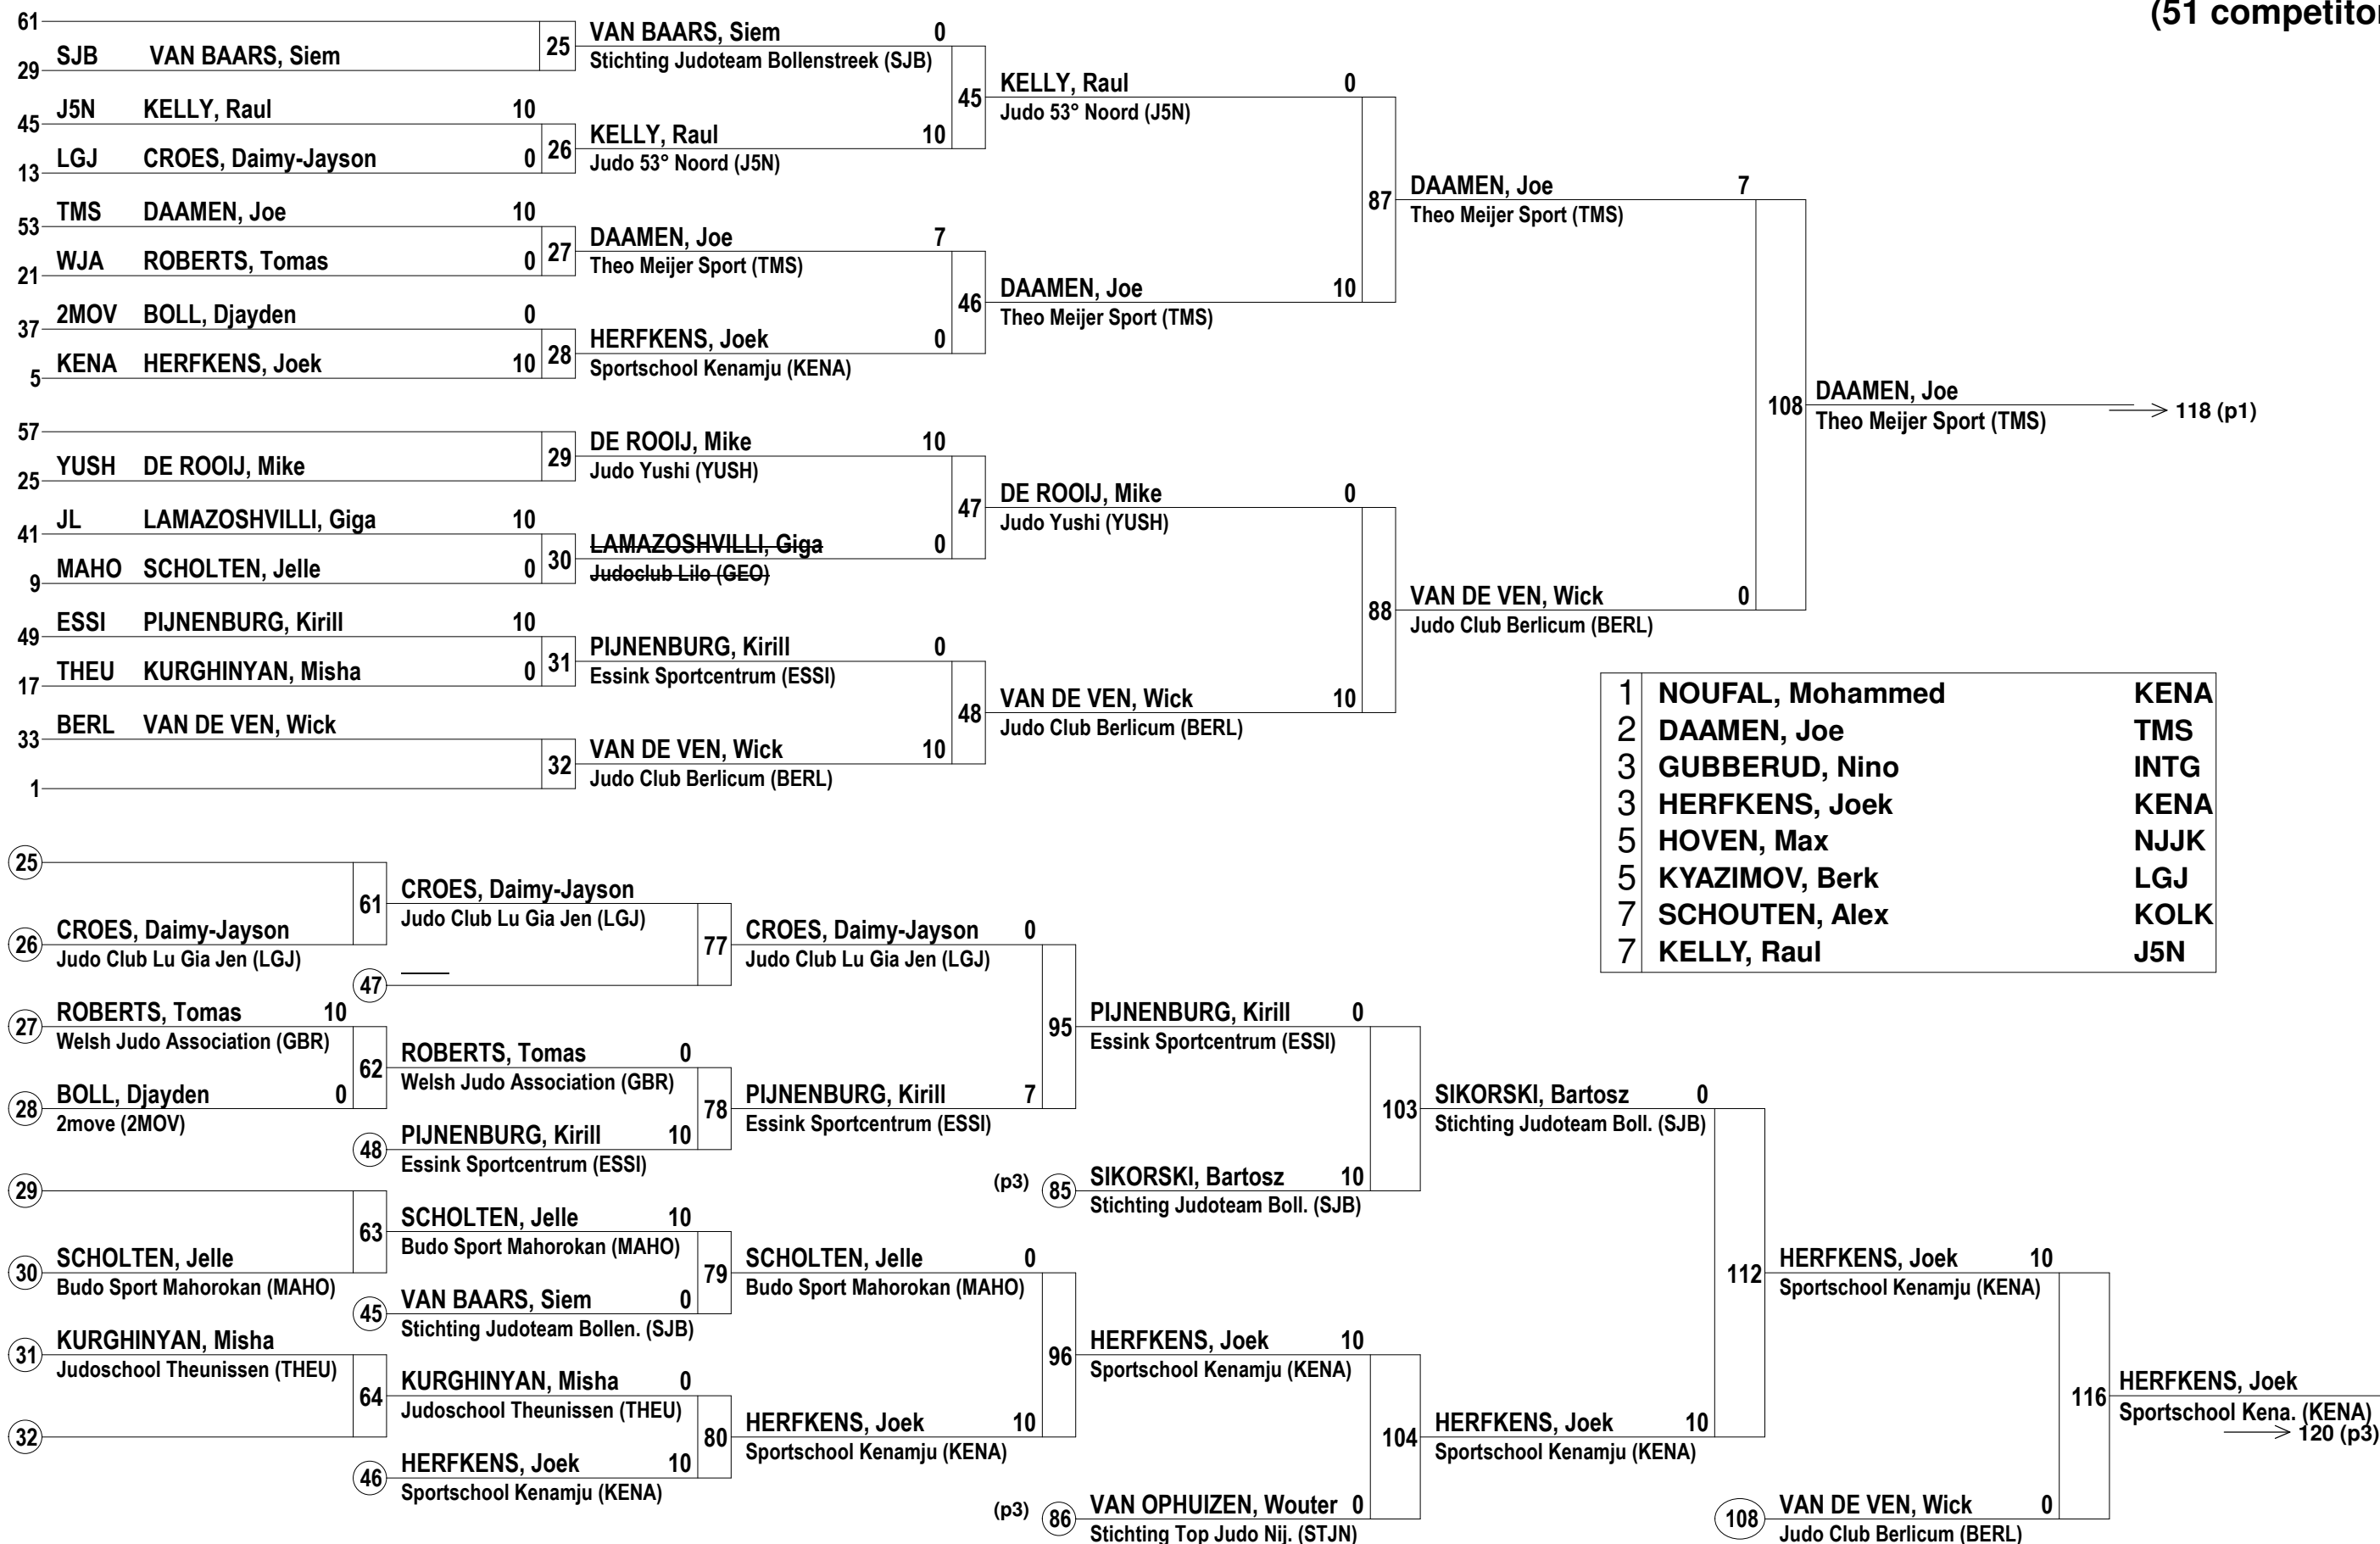 (51 competitor
61
29 SJB VAN BAARS, Siem
25
VAN BAARS, Siem 0
Stichting Judoteam Bollenstreek (SJB)
45 J5N KELLY, Raul 10
13 LGJ CROES, Daimy-Jayson 0
26
KELLY, Raul 10
Judo 53° Noord (J5N)
45
KELLY, Raul 0
Judo 53° Noord (J5N)
53 TMS DAAMEN, Joe 10
21 WJA ROBERTS, Tomas 0
27
DAAMEN, Joe 7
Theo Meijer Sport (TMS)
37 2MOV BOLL, Djayden 0
5 KENA HERFKENS, Joek 10
28
HERFKENS, Joek 0
Sportschool Kenamju (KENA)
46
DAAMEN, Joe 10
Theo Meijer Sport (TMS)
87
DAAMEN, Joe 7
Theo Meijer Sport (TMS)
57
25 YUSH DE ROOIJ, Mike
29
DE ROOIJ, Mike 10
Judo Yushi (YUSH)
41 JL LAMAZOSHVILLI, Giga 10
9 MAHO SCHOLTEN, Jelle 0
30
LAMAZOSHVILLI, Giga 0
Judoclub Lilo (GEO)
47
DE ROOIJ, Mike 0
Judo Yushi (YUSH)
49 ESSI PIJNENBURG, Kirill 10
17 THEU KURGHINYAN, Misha 0
31
PIJNENBURG, Kirill 0
Essink Sportcentrum (ESSI)
33 BERL VAN DE VEN, Wick
1
32
VAN DE VEN, Wick 10
Judo Club Berlicum (BERL)
48
VAN DE VEN, Wick 10
Judo Club Berlicum (BERL)
88
VAN DE VEN, Wick 0
Judo Club Berlicum (BERL)
108
DAAMEN, Joe
Theo Meijer Sport (TMS)
118 (p1)
1 NOUFAL, Mohammed KENA
2 DAAMEN, Joe TMS
3 GUBBERUD, Nino INTG
3 HERFKENS, Joek KENA
5 HOVEN, Max NJJK
5 KYAZIMOV, Berk LGJ
7 SCHOUTEN, Alex KOLK
7 KELLY, Raul J5N
25
26 CROES, Daimy-Jayson
Judo Club Lu Gia Jen (LGJ)
61
CROES, Daimy-Jayson
Judo Club Lu Gia Jen (LGJ)
47
77
CROES, Daimy-Jayson 0
Judo Club Lu Gia Jen (LGJ)
27 ROBERTS, Tomas 10
Welsh Judo Association (GBR)
28 BOLL, Djayden 0
2move (2MOV)
62
ROBERTS, Tomas 0
Welsh Judo Association (GBR)
48 PIJNENBURG, Kirill 10
Essink Sportcentrum (ESSI)
78
PIJNENBURG, Kirill 7
Essink Sportcentrum (ESSI)
95
PIJNENBURG, Kirill 0
Essink Sportcentrum (ESSI)
(p3) 85 SIKORSKI, Bartosz 10
Stichting Judoteam Boll. (SJB)
103
SIKORSKI, Bartosz 0
Stichting Judoteam Boll. (SJB)
29
30 SCHOLTEN, Jelle
Budo Sport Mahorokan (MAHO)
63
SCHOLTEN, Jelle 10
Budo Sport Mahorokan (MAHO)
45 VAN BAARS, Siem 0
Stichting Judoteam Bollen. (SJB)
79
SCHOLTEN, Jelle 0
Budo Sport Mahorokan (MAHO)
31 KURGHINYAN, Misha
Judoschool Theunissen (THEU)
32
64
KURGHINYAN, Misha 0
Judoschool Theunissen (THEU)
46 HERFKENS, Joek 10
Sportschool Kenamju (KENA)
80
HERFKENS, Joek 10
Sportschool Kenamju (KENA)
96
HERFKENS, Joek 10
Sportschool Kenamju (KENA)
(p3) 86 VAN OPHUIZEN, Wouter 0
Stichting Top Judo Nij. (STJN)
104
HERFKENS, Joek 10
Sportschool Kenamju (KENA)
112
HERFKENS, Joek 10
Sportschool Kenamju (KENA)
108 VAN DE VEN, Wick 0
Judo Club Berlicum (BERL)
116
HERFKENS, Joek
Sportschool Kena. (KENA)
120 (p3)